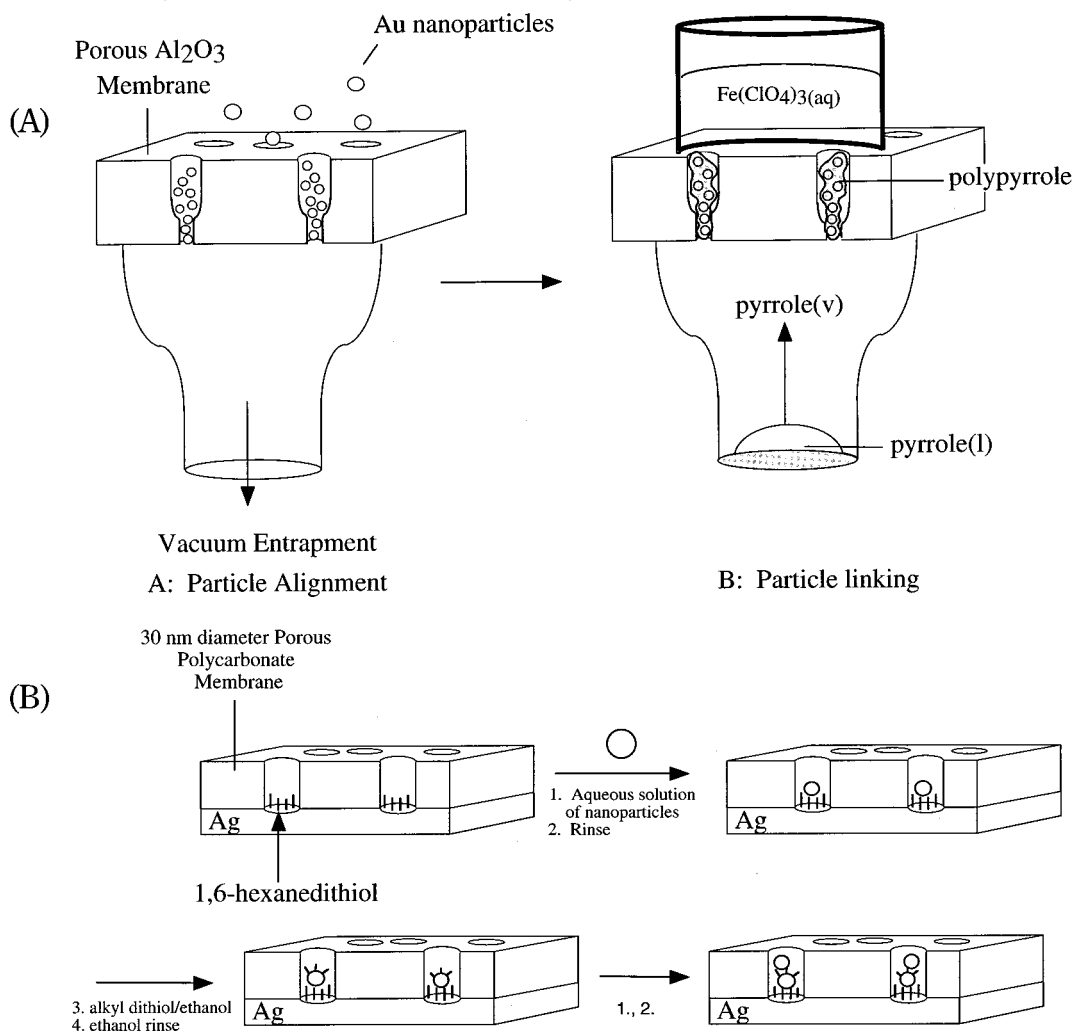 Au nanoparticles
Porous Al2O3
Membrane
(A)
Fe(ClO4)3(aq)
polypyrrole
pyrrole(v)
pyrrole(l)
Vacuum Entrapment
A: Particle Alignment
B: Particle linking
30 nm diameter Porous
Polycarbonate
Membrane
(B)
1. Aqueous solution
of nanoparticles
2. Rinse
Ag
Ag
1,6-hexanedithiol
3. alkyl dithiol/ethanol
4. ethanol rinse
Ag
1., 2.
Ag